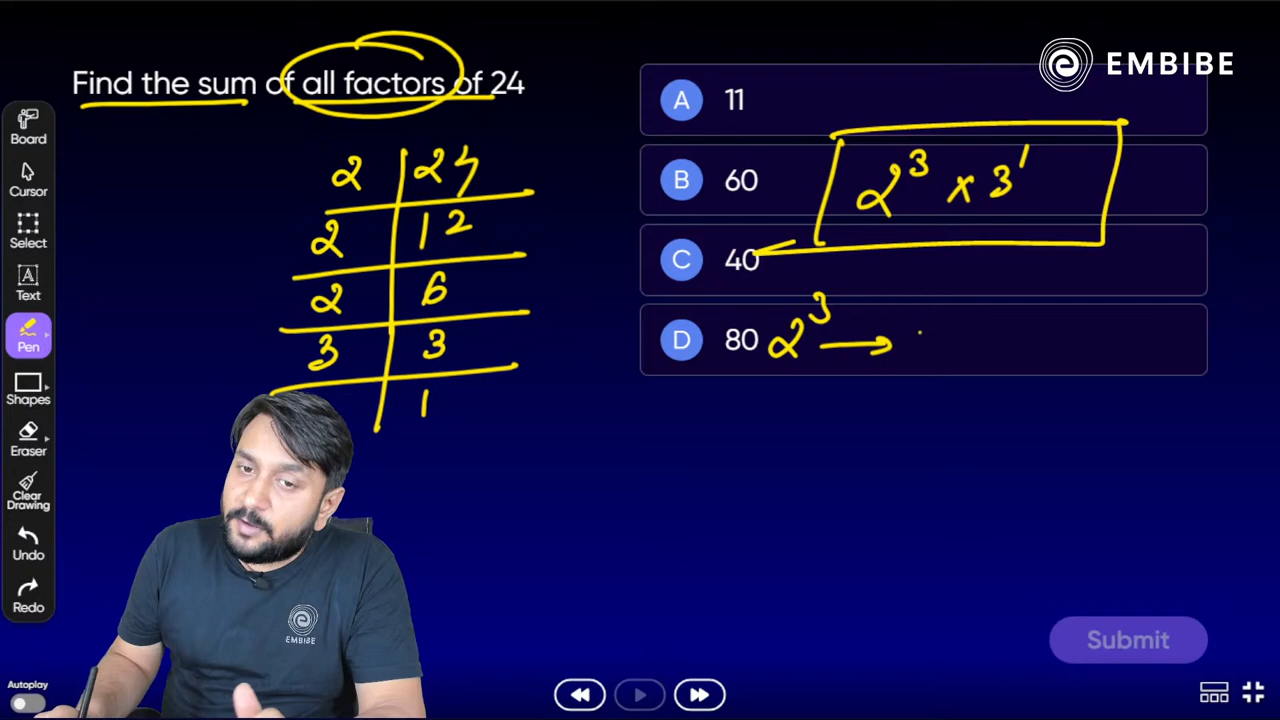 EMBIBE
Find the sum of all factors of 24
A 11
B 60
C 40
D 80
2 24
2 12
2 6
3 3
1
2³ × 3¹
2³ →
Board
Cursor
Select
A
Text
Pen
Shapes
Eraser
Clear
Drawing
Undo
Redo
EMBIBE
Submit
Autoplay